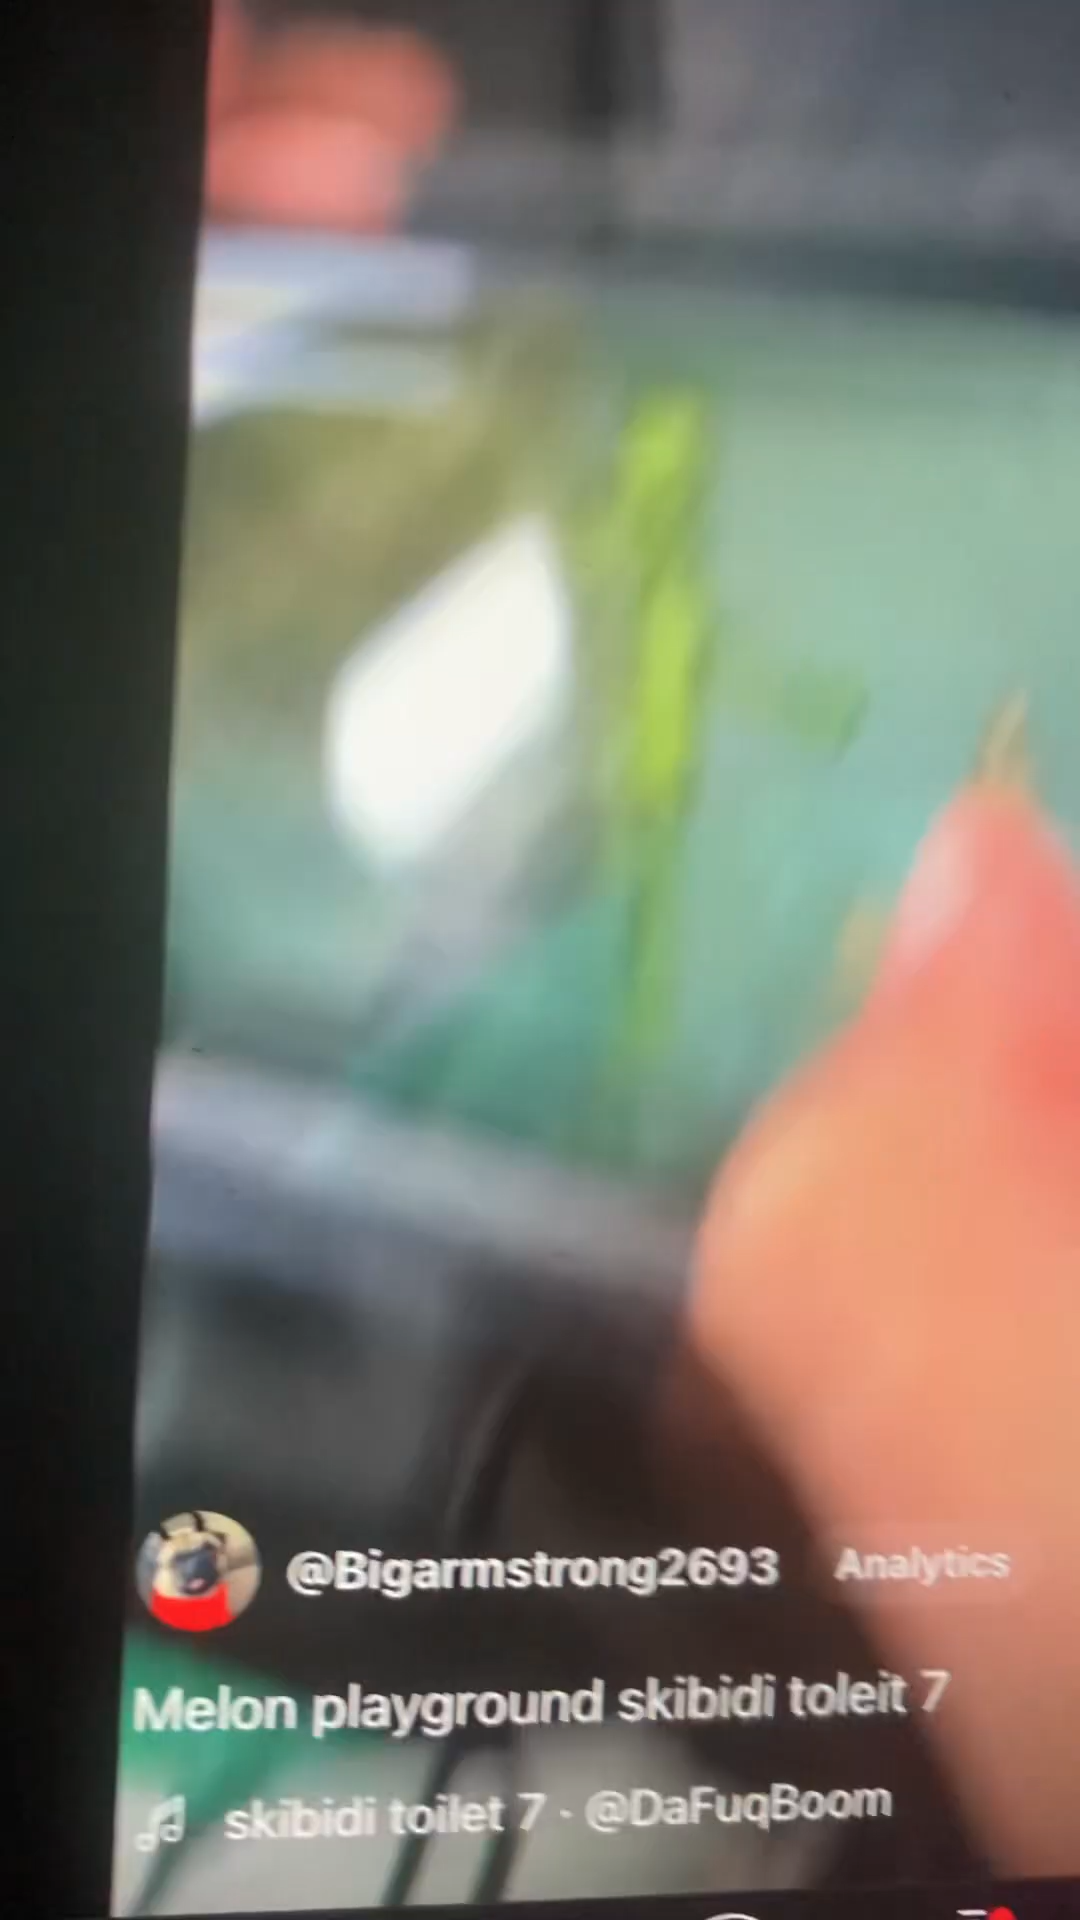 @Bigarmstrong2693 Analytics
Melon playground skibidi toleit 7
skibidi toilet 7 · @DaFuqBoom